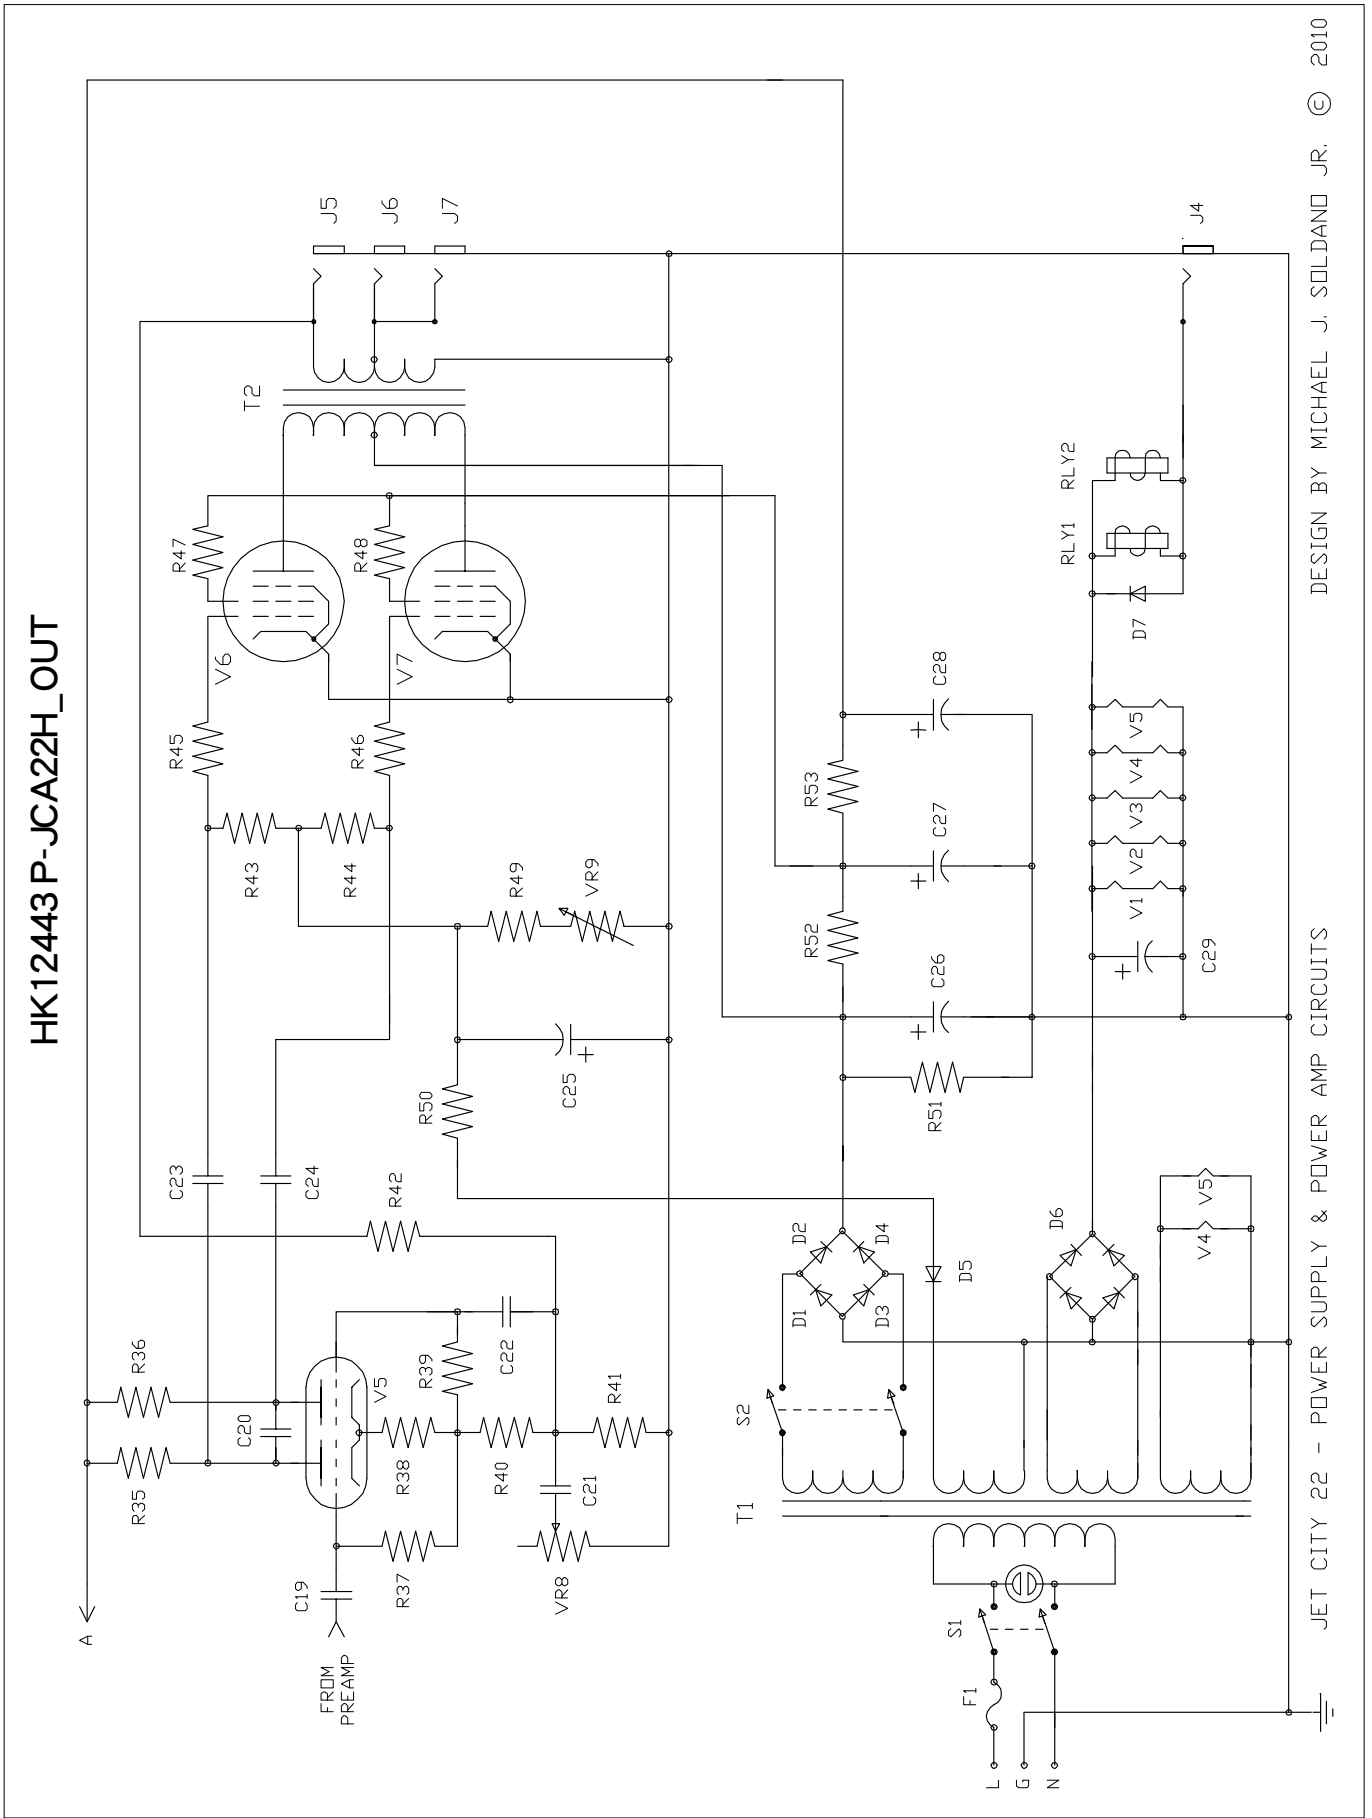 HK12443 P-JCA22H_OUT
A
FROM
PREAMP
C19
R35
R36
C20
V5
R37
R38
R39
R40
R41
R42
C21
C22
VR8
C23
C24
R43
R44
R45
R46
R47
R48
V6
V7
T2
J5
J6
J7
R49
VR9
R50
C25
T1
S2
D1
D2
D3
D4
D5
D6
R51
R52
R53
C26
+
C27
+
C28
+
+
L
G
N
F1
S1
V4
V5
C29
+
V1
V2
V3
V4
V5
D7
RLY1
RLY2
J4
JET CITY 22 - POWER SUPPLY & POWER AMP CIRCUITS
DESIGN BY MICHAEL J. SOLDANO JR. © 2010